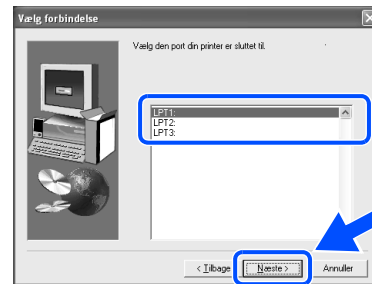 Vælg forbindelse
Vælg den port din printer er sluttet til.
LPT1:
LPT2:
LPT3:
< Tilbage
Næste >
Annuller